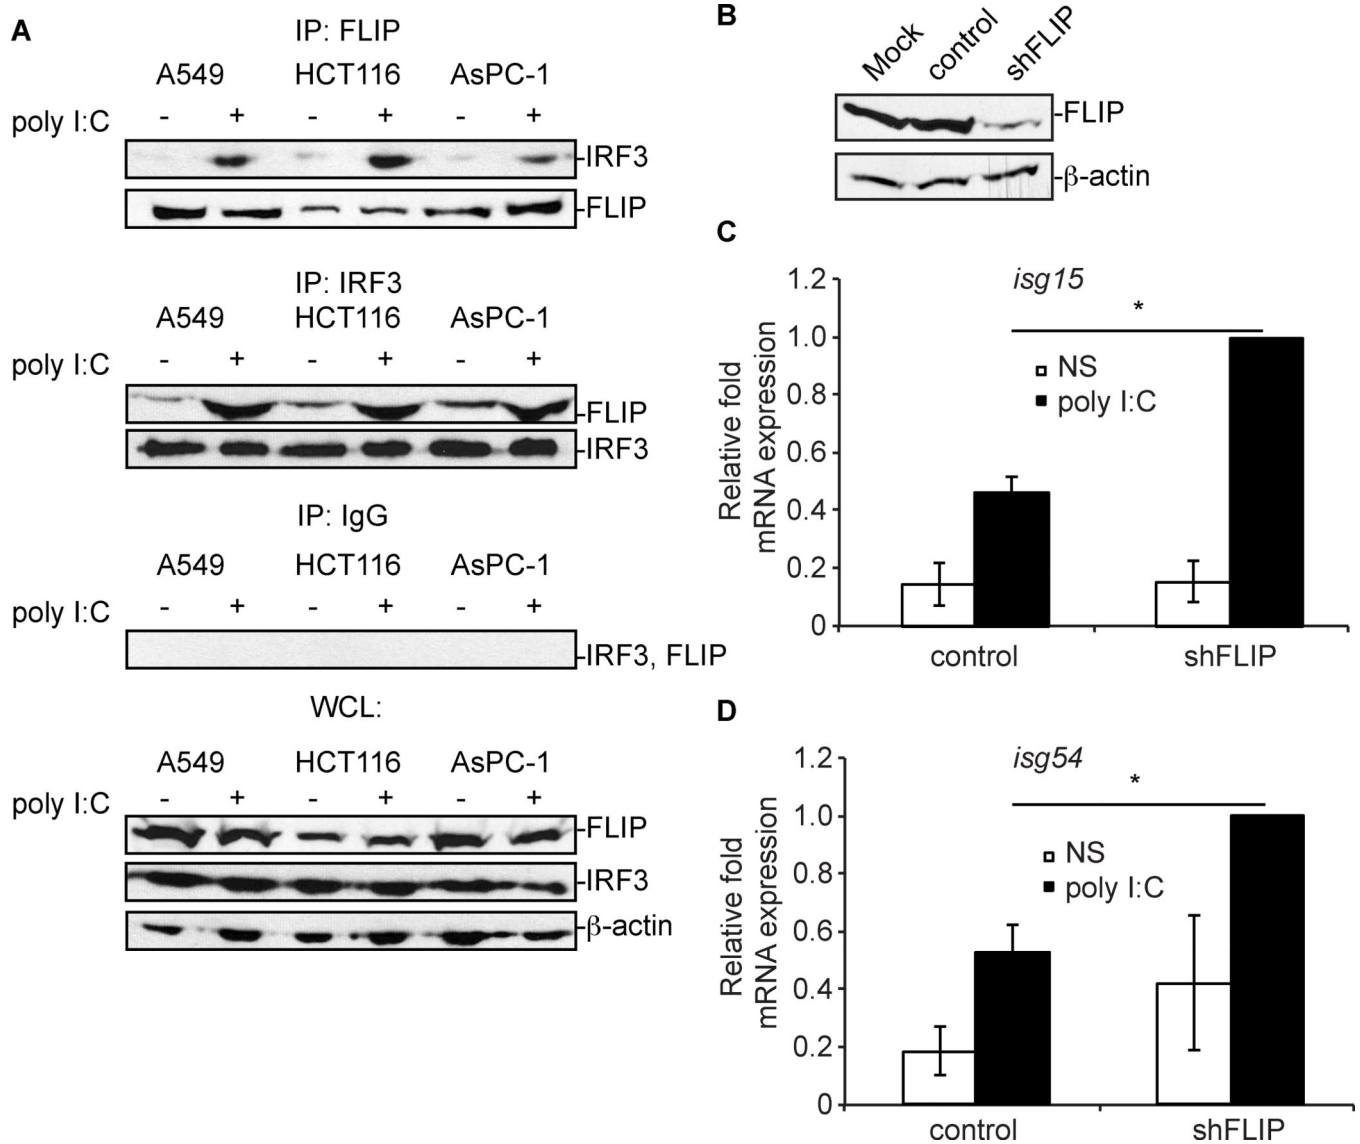 A
IP: FLIP
A549 HCT116 AsPC-1
poly I:C - + - + - +
-IRF3
-FLIP
IP: IRF3
A549 HCT116 AsPC-1
poly I:C - + - + - +
-FLIP
-IRF3
IP: IgG
A549 HCT116 AsPC-1
poly I:C - + - + - +
-IRF3, FLIP
WCL:
A549 HCT116 AsPC-1
poly I:C - + - + - +
-FLIP
-IRF3
-β-actin
B
Mock control shFLIP
-FLIP
-β-actin
C
isg15
*
NS
poly I:C
Relative fold
mRNA expression
1.2
1.0
0.8
0.6
0.4
0.2
0
control shFLIP
D
isg54
*
NS
poly I:C
Relative fold
mRNA expression
1.2
1.0
0.8
0.6
0.4
0.2
0
control shFLIP